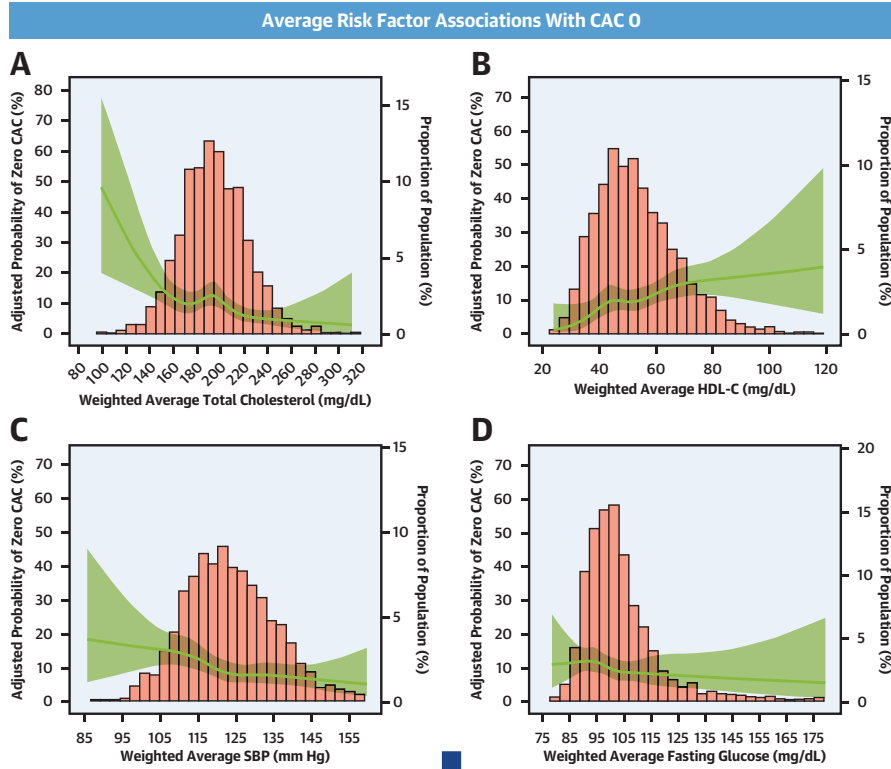 Average Risk Factor Associations With CAC 0
A
B
Adjusted Probability of Zero CAC (%)
80
70
60
50
40
30
20
10
0
15
10
5
0
Proportion of Population (%)
80 100 120 140 160 180 200 220 240 260 280 300 320
Weighted Average Total Cholesterol (mg/dL)
Adjusted Probability of Zero CAC (%)
70
60
50
40
30
20
10
0
15
10
5
0
Proportion of Population (%)
20 40 60 80 100 120
Weighted Average HDL-C (mg/dL)
C
D
Adjusted Probability of Zero CAC (%)
70
60
50
40
30
20
10
0
15
10
5
0
Proportion of Population (%)
85 95 105 115 125 135 145 155
Weighted Average SBP (mm Hg)
Adjusted Probability of Zero CAC (%)
70
60
50
40
30
20
10
0
20
15
10
5
0
Proportion of Population (%)
75 85 95 105 115 125 135 145 155 165 175
Weighted Average Fasting Glucose (mg/dL)